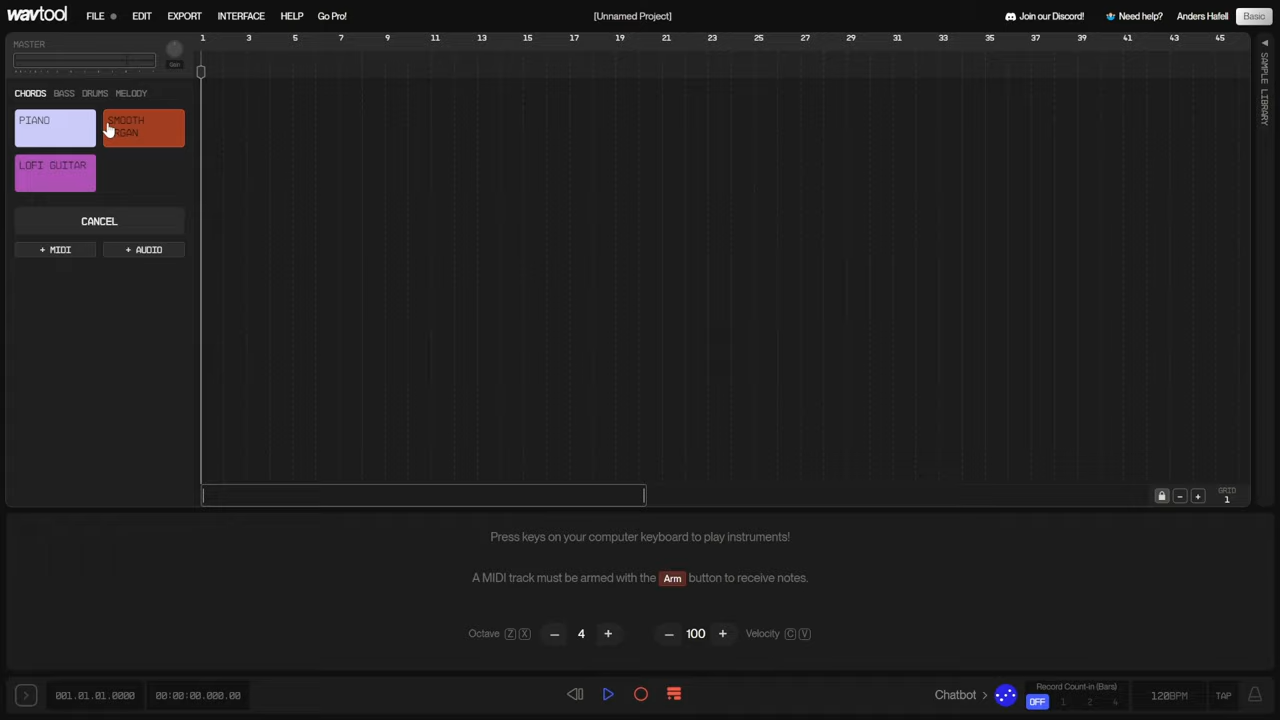 wavtool FILE EDIT EXPORT INTERFACE HELP Go Pro! [Unnamed Project] Join our Discord! Need help? Anders Hafell Basic
MASTER
1 3 5 7 9 11 13 15 17 19 21 23 25 27 29 31 33 35 37 39 41 43 45
Gain
SAMPLE LIBRARY
CHORDS BASS DRUMS MELODY
PIANO
SMOOTH
ORGAN
LOFI GUITAR
CANCEL
+ MIDI + AUDIO
GRID
1
Press keys on your computer keyboard to play instruments!
A MIDI track must be armed with the Arm button to receive notes.
Octave Z X − 4 + − 100 + Velocity C V
001.01.01.0000 00:00:00.000.00
Chatbot >
Record Count-in (Bars)
OFF 1 2 4
120BPM TAP